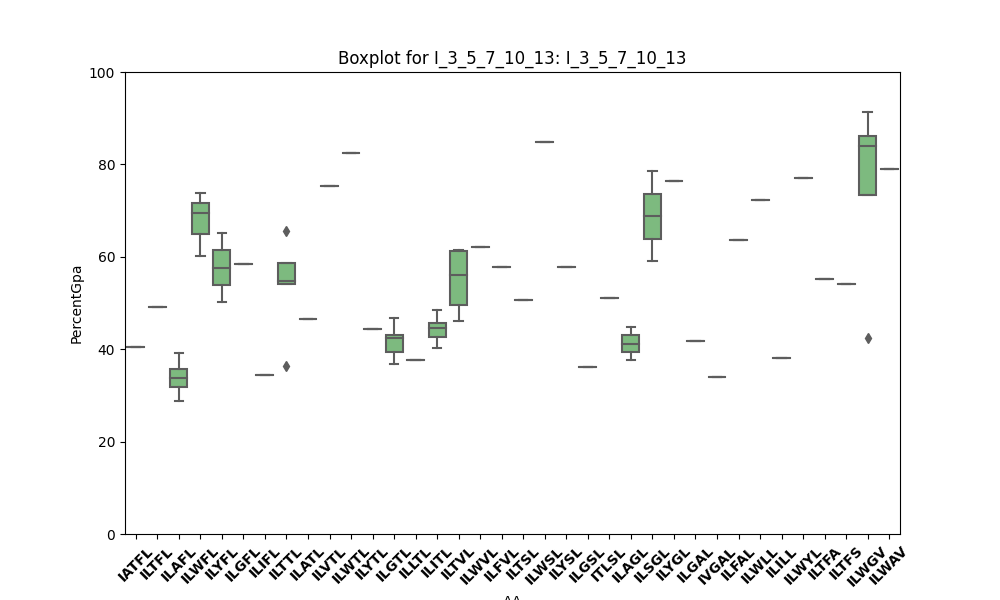 Boxplot for I_3_5_7_10_13: I_3_5_7_10_13
100
80
60
40
20
0
PercentGpa
IATFL ILTFL ILAFL ILWFL ILYFL ILGFL ILIFL ILTTL ILATL ILVTL ILWTL ILYTL ILGTL ILLTL ILITL ILTVL ILWVL ILFVL ILTSL ILWSL ILYSL ILGSL ITLSL ILAGL ILSGL ILYGL ILGAL IVGAL ILFAL ILWLL ILILL ILWYL ILTFA ILTFS ILWGV ILWAV
AA